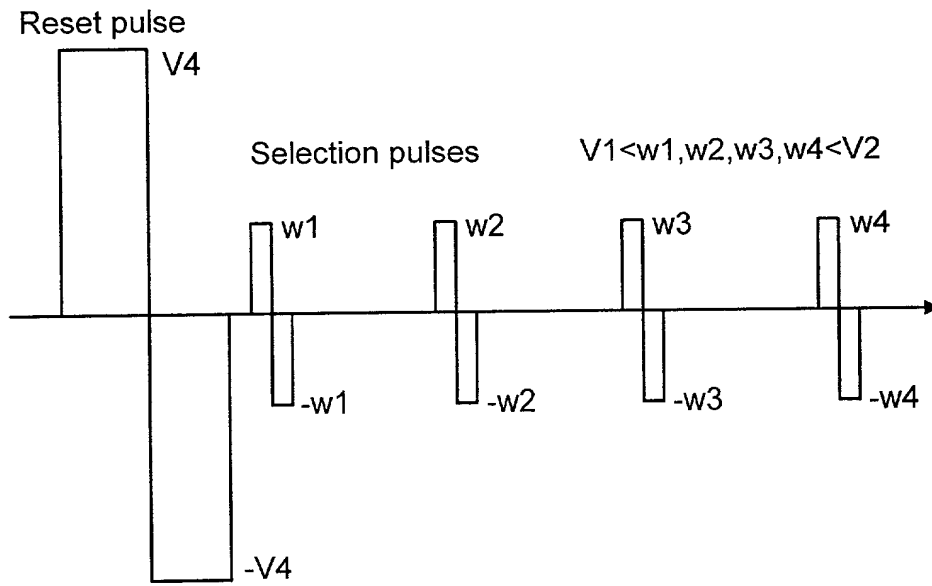 Reset pulse
V4
Selection pulses
V1<w1,w2,w3,w4<V2
w1
w2
w3
w4
-w1
-w2
-w3
-w4
-V4